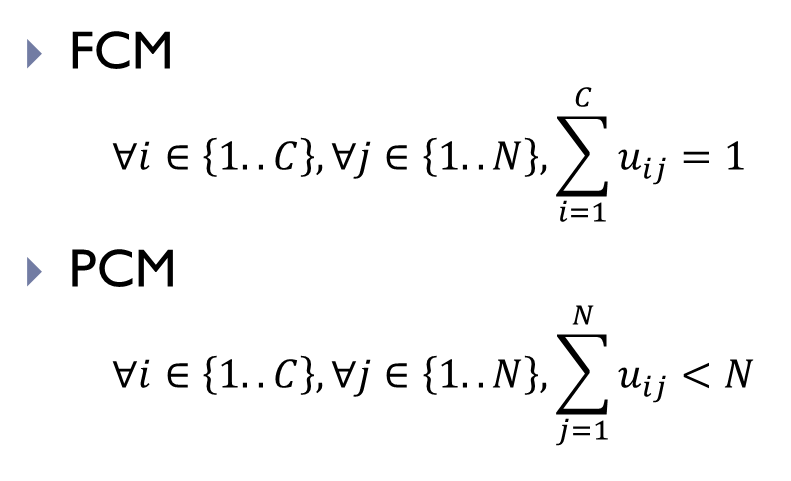 FCM
∀i ∈ {1..C}, ∀j ∈ {1..N}, ∑_{i=1}^{C} u_{ij} = 1
PCM
∀i ∈ {1..C}, ∀j ∈ {1..N}, ∑_{j=1}^{N} u_{ij} < N